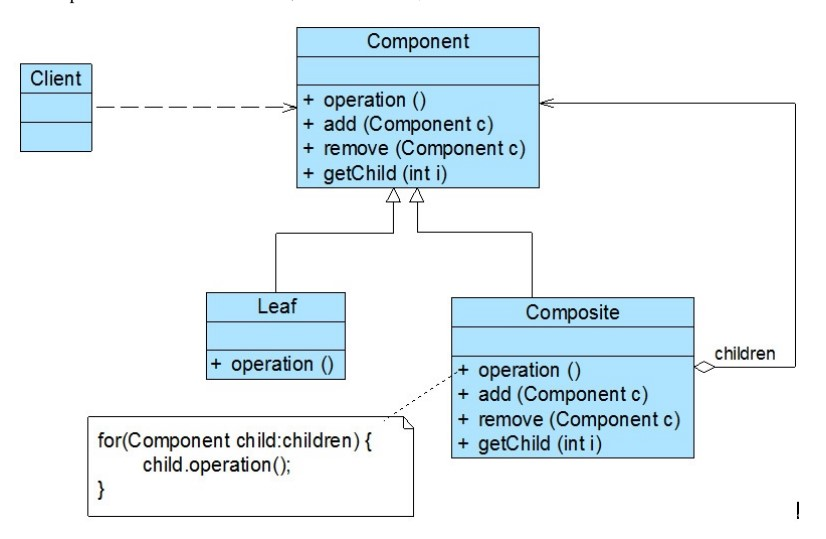 Component
Client
+ operation ()
+ add (Component c)
+ remove (Component c)
+ getChild (int i)
Leaf
+ operation ()
Composite
+ operation ()
+ add (Component c)
+ remove (Component c)
+ getChild (int i)
children
for(Component child:children) {
child.operation();
}
!